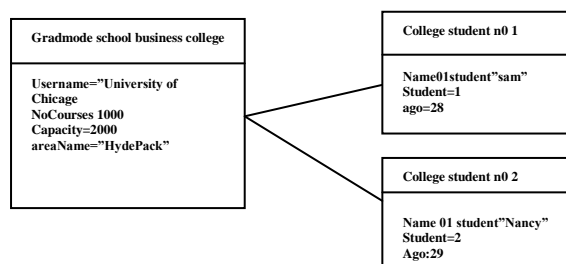 Gradmode school business college
Username=”University of
Chicage
NoCourses 1000
Capacity=2000
areaName=”HydePack”
College student n0 1
Name01student”sam”
Student=1
ago=28
College student n0 2
Name 01 student”Nancy”
Student=2
Ago:29